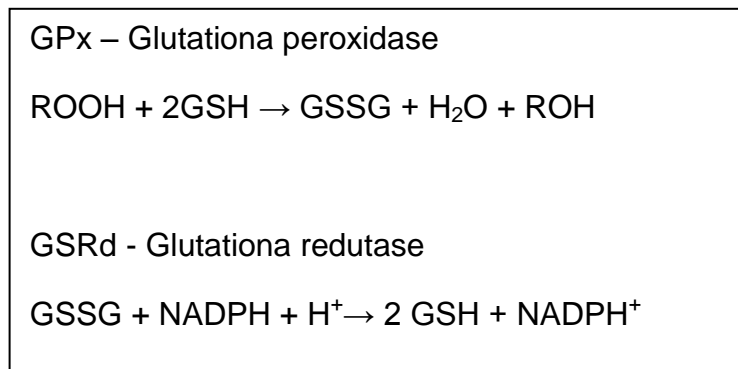 GPx – Glutationa peroxidase
ROOH + 2GSH → GSSG + H₂O + ROH
GSRd - Glutationa redutase
GSSG + NADPH + H⁺→ 2 GSH + NADPH⁺